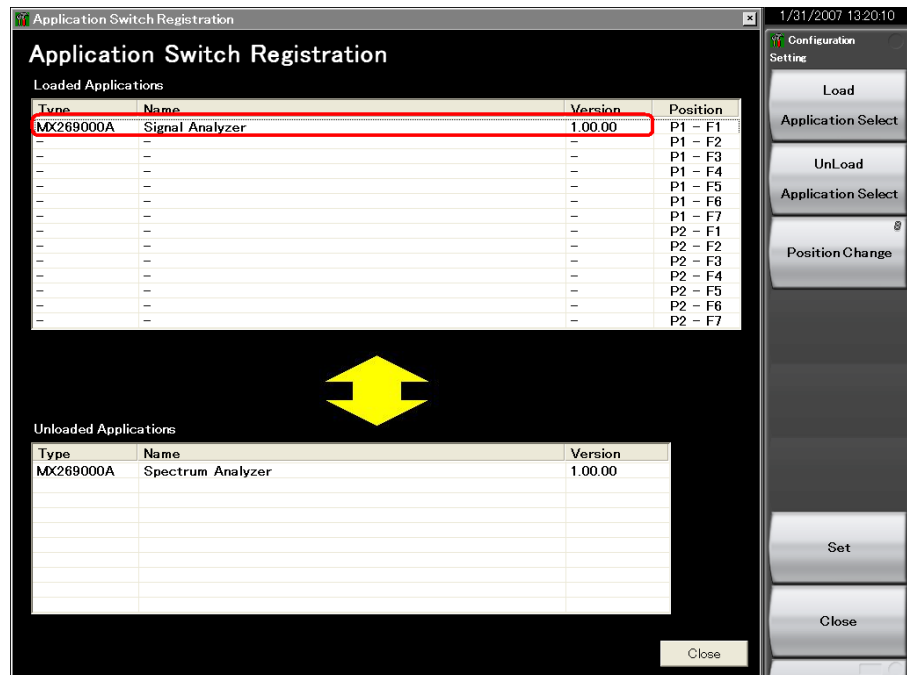 Application Switch Registration
1/31/2007 13:20:10
Application Switch Registration
Loaded Applications
Type Name Version Position
MX269000A Signal Analyzer 1.00.00 P1 - F1
- - - P1 - F2
- - - P1 - F3
- - - P1 - F4
- - - P1 - F5
- - - P1 - F6
- - - P1 - F7
- - - P2 - F1
- - - P2 - F2
- - - P2 - F3
- - - P2 - F4
- - - P2 - F5
- - - P2 - F6
- - - P2 - F7
Unloaded Applications
Type Name Version
MX269000A Spectrum Analyzer 1.00.00
Close
Configuration
Setting
Load
Application Select
UnLoad
Application Select
8
Position Change
Set
Close